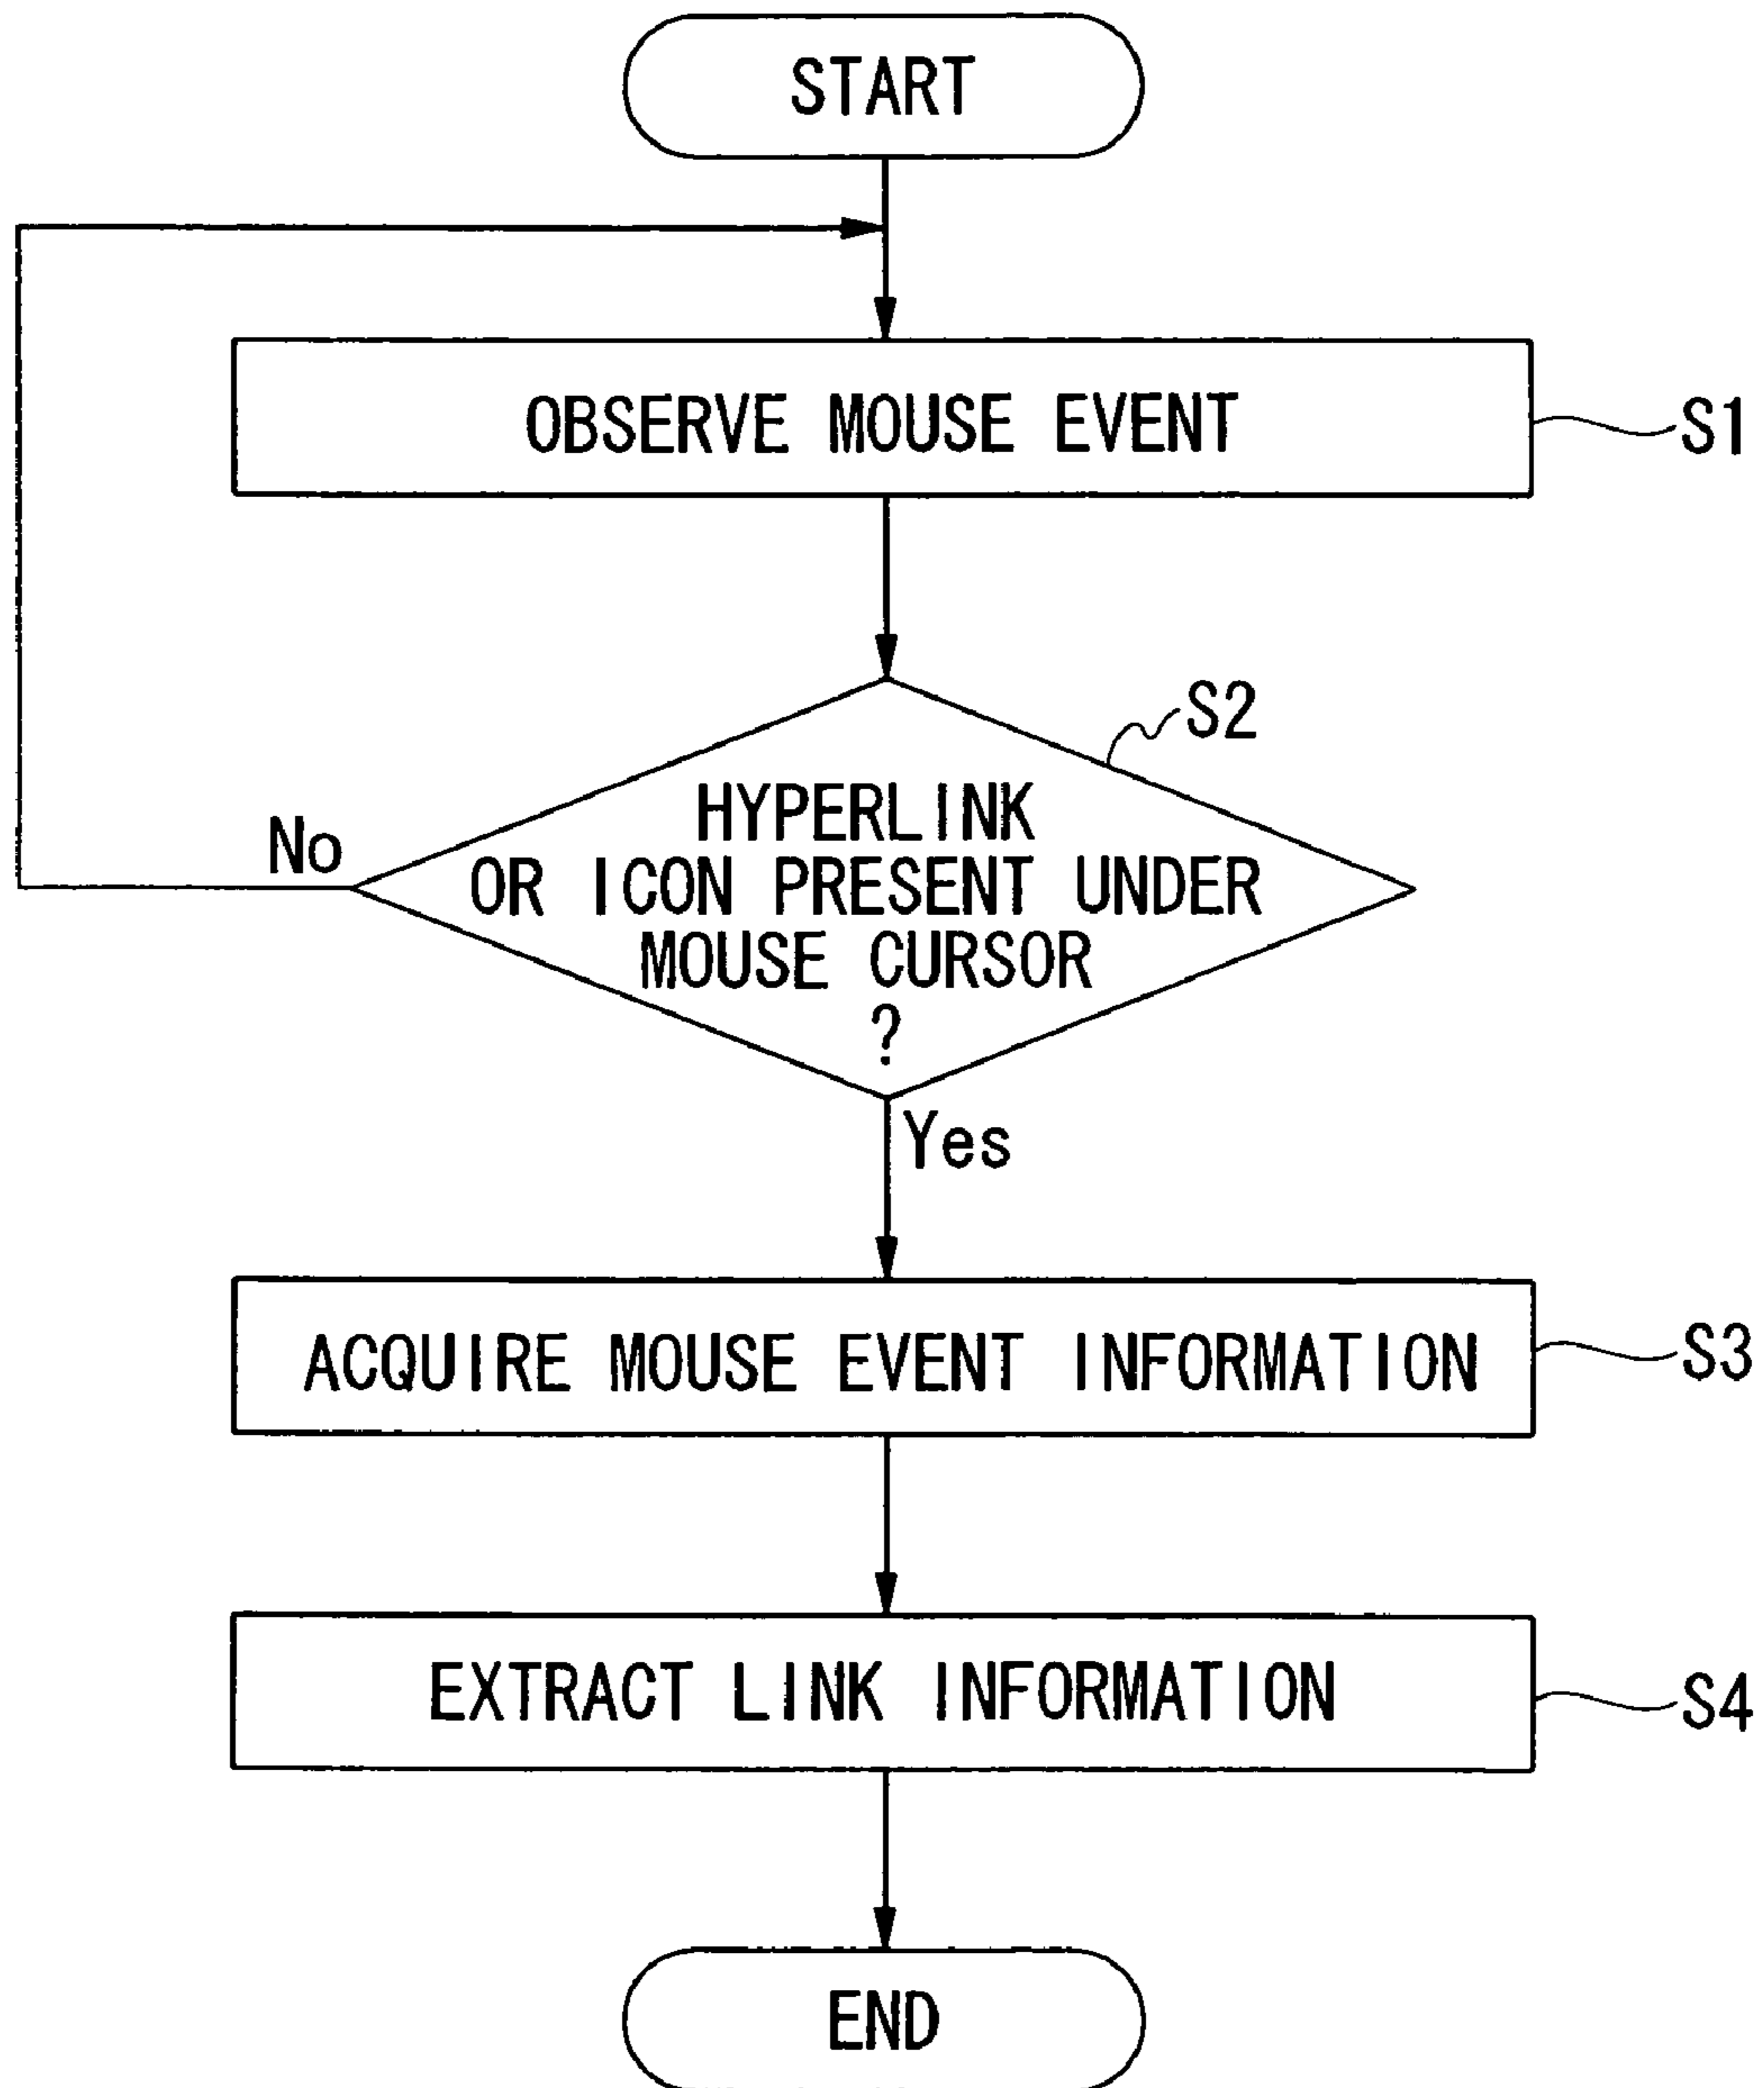 START
OBSERVE MOUSE EVENT
S1
S2
HYPERLINK
OR ICON PRESENT UNDER
MOUSE CURSOR
?
No
Yes
ACQUIRE MOUSE EVENT INFORMATION
S3
EXTRACT LINK INFORMATION
S4
END